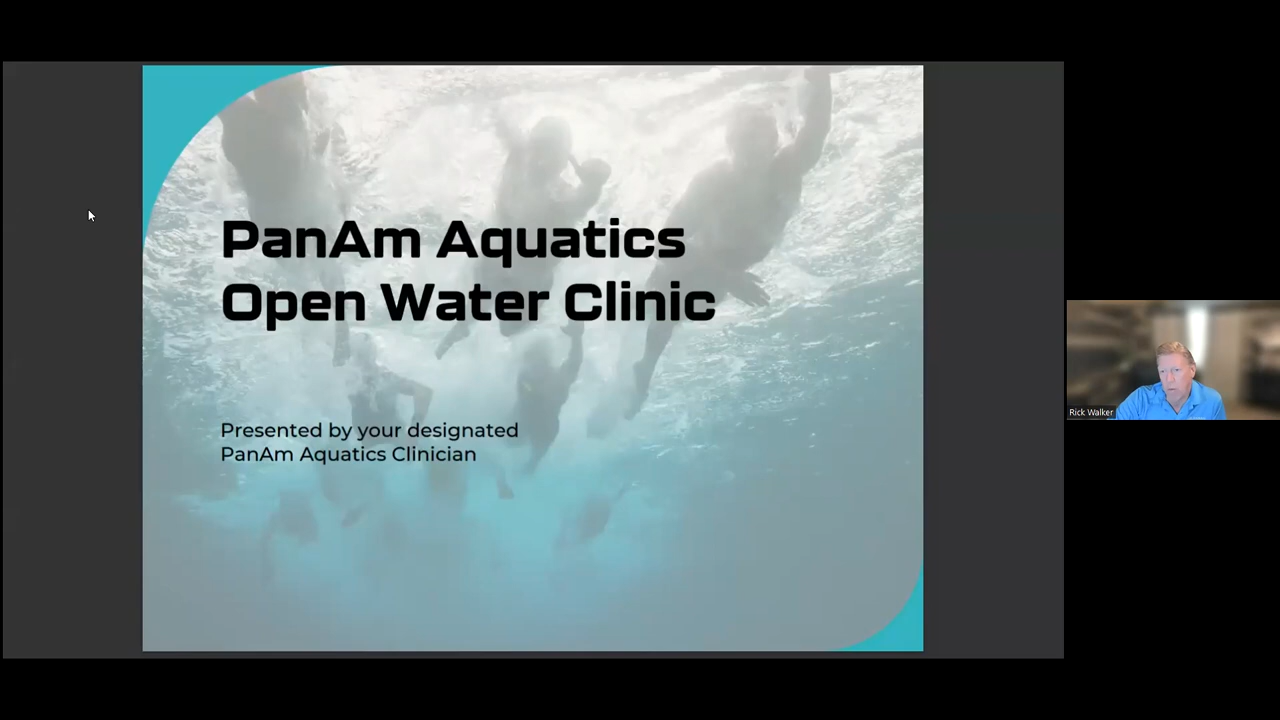 PanAm Aquatics
Open Water Clinic
Presented by your designated
PanAm Aquatics Clinician
Rick Walker